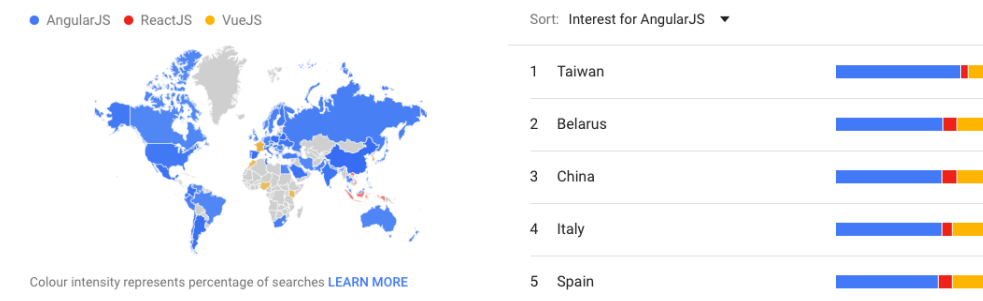 AngularJS ReactJS VueJS
Colour intensity represents percentage of searches LEARN MORE
Sort: Interest for AngularJS
1 Taiwan
2 Belarus
3 China
4 Italy
5 Spain